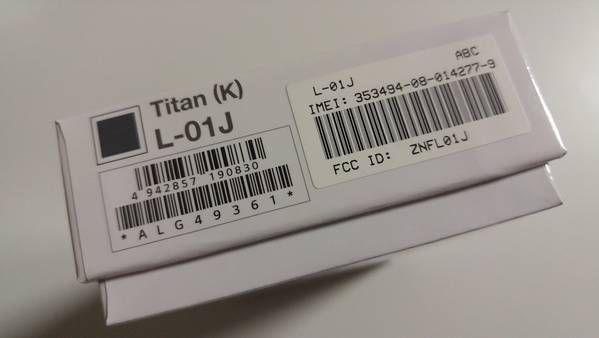 Titan (K)
L-01J
4 942857 190830
*ALG49361*
ABC
L-01J
IMEI: 353494-08-014277-9
FCC ID: ZNFL01J